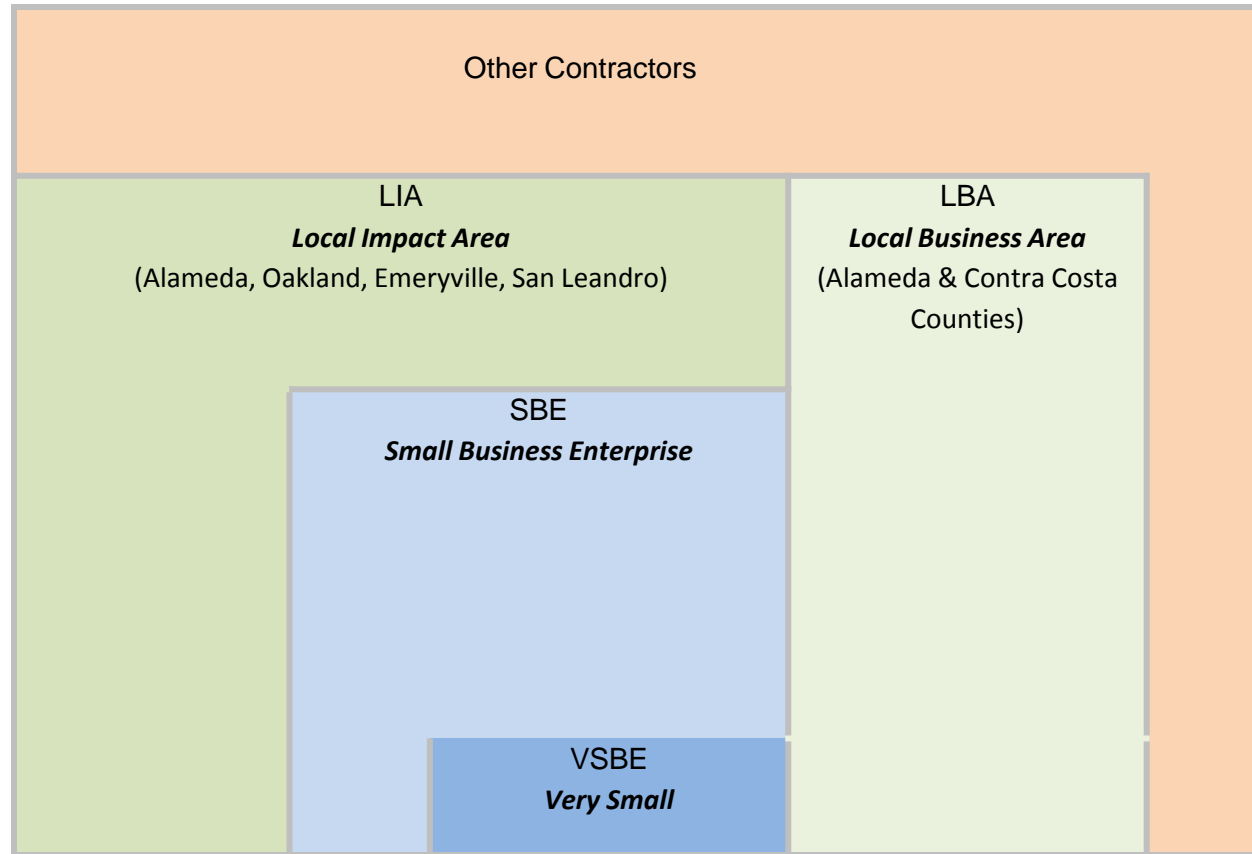 Other Contractors
LIA
Local Impact Area
(Alameda, Oakland, Emeryville, San Leandro)
LBA
Local Business Area
(Alameda & Contra Costa
Counties)
SBE
Small Business Enterprise
VSBE
Very Small